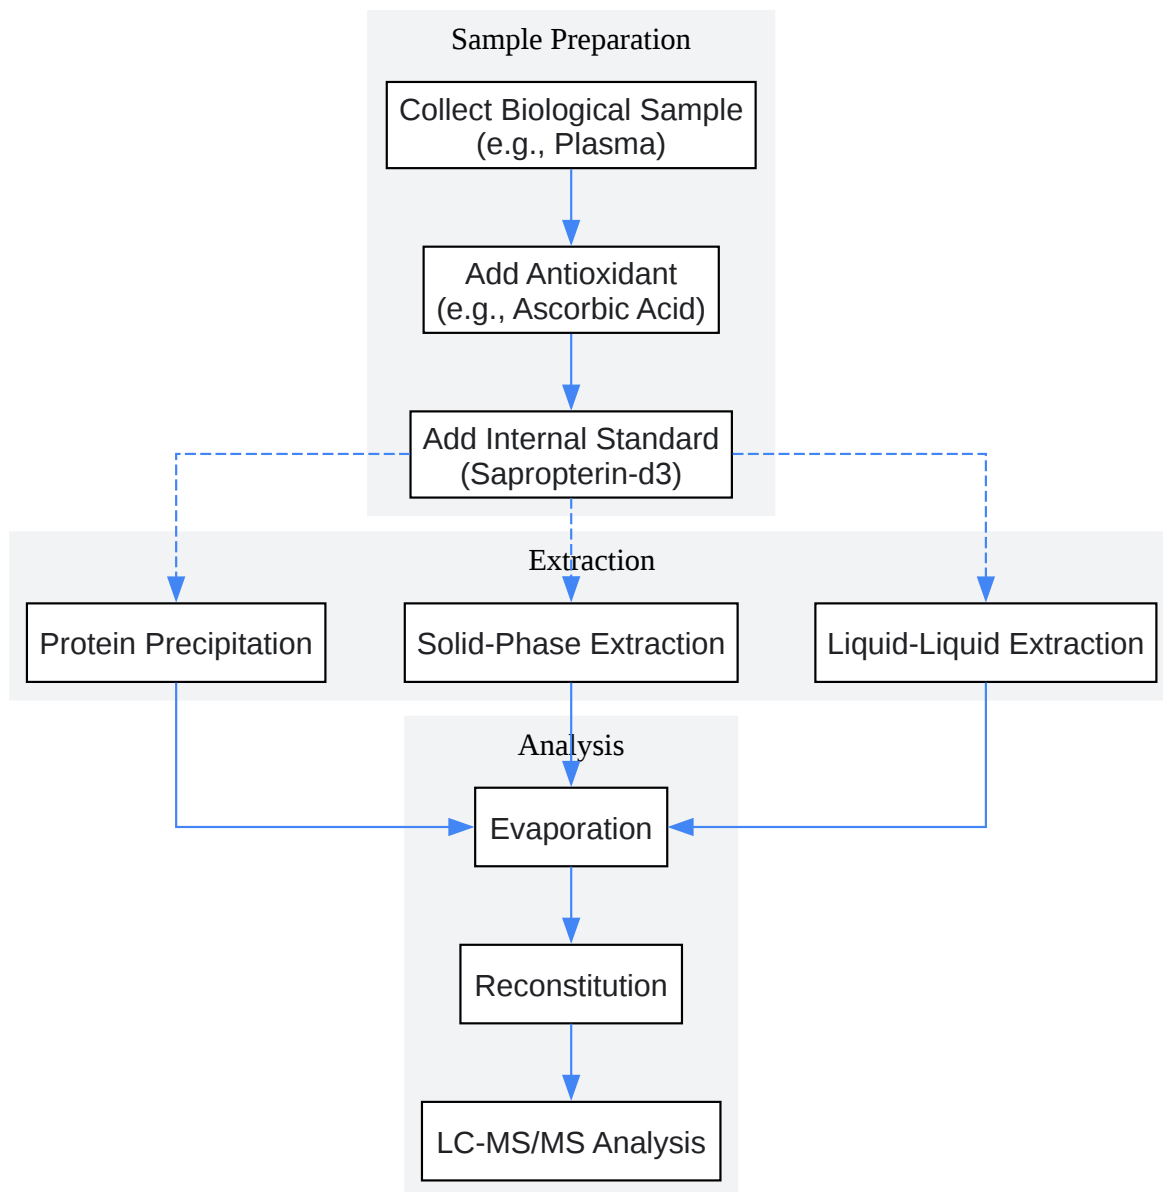 Sample Preparation
Collect Biological Sample
(e.g., Plasma)
Add Antioxidant
(e.g., Ascorbic Acid)
Add Internal Standard
(Sapropterin-d3)
Extraction
Protein Precipitation
Solid-Phase Extraction
Liquid-Liquid Extraction
Analysis
Evaporation
Reconstitution
LC-MS/MS Analysis